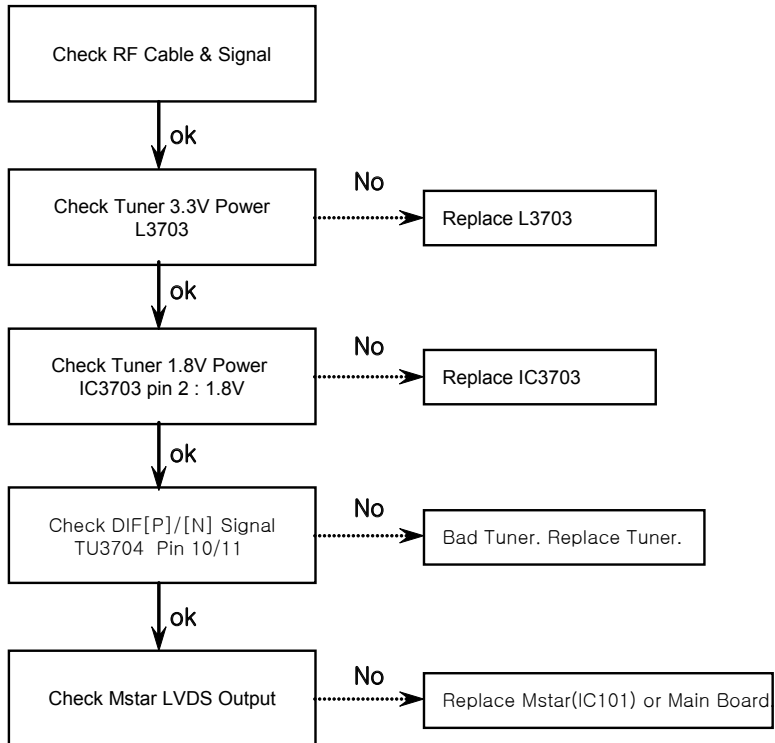 Check RF Cable & Signal
ok
Check Tuner 3.3V Power
L3703
No
Replace L3703
ok
Check Tuner 1.8V Power
IC3703 pin 2 : 1.8V
No
Replace IC3703
ok
Check DIF[P]/[N] Signal
TU3704 Pin 10/11
No
Bad Tuner. Replace Tuner.
ok
Check Mstar LVDS Output
No
Replace Mstar(IC101) or Main Board.